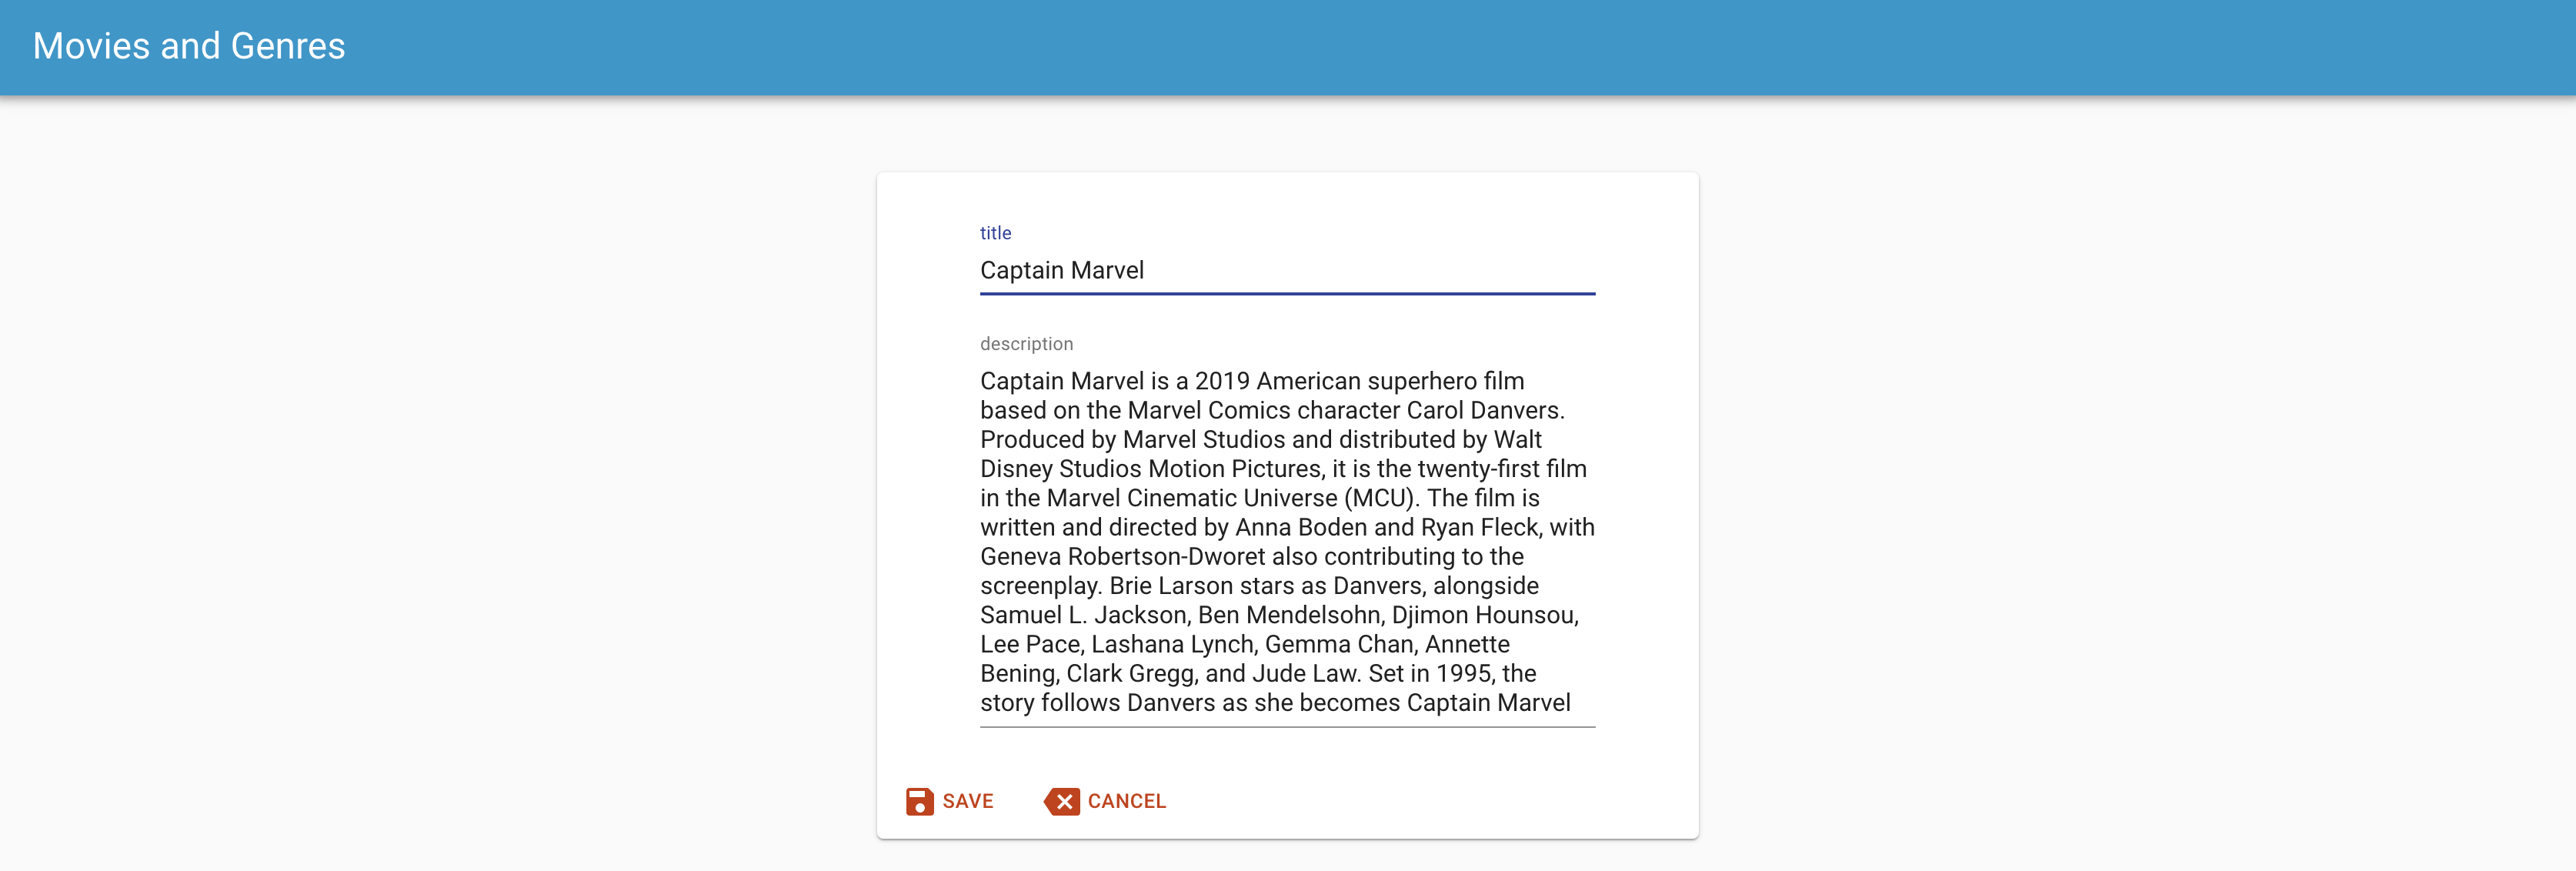 Movies and Genres
title
Captain Marvel
description
Captain Marvel is a 2019 American superhero film
based on the Marvel Comics character Carol Danvers.
Produced by Marvel Studios and distributed by Walt
Disney Studios Motion Pictures, it is the twenty-first film
in the Marvel Cinematic Universe (MCU). The film is
written and directed by Anna Boden and Ryan Fleck, with
Geneva Robertson-Dworet also contributing to the
screenplay. Brie Larson stars as Danvers, alongside
Samuel L. Jackson, Ben Mendelsohn, Djimon Hounsou,
Lee Pace, Lashana Lynch, Gemma Chan, Annette
Bening, Clark Gregg, and Jude Law. Set in 1995, the
story follows Danvers as she becomes Captain Marvel
SAVE CANCEL